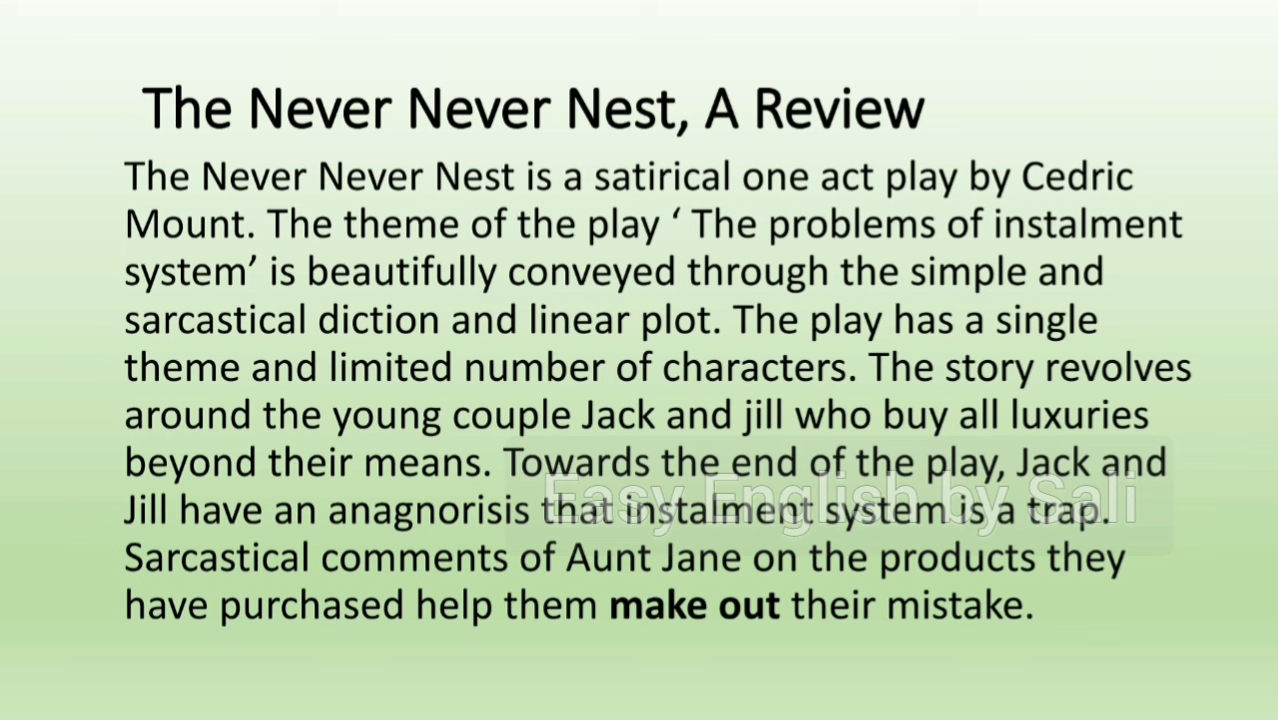 The Never Never Nest, A Review
The Never Never Nest is a satirical one act play by Cedric
Mount. The theme of the play ‘ The problems of instalment
system’ is beautifully conveyed through the simple and
sarcastical diction and linear plot. The play has a single
theme and limited number of characters. The story revolves
around the young couple Jack and jill who buy all luxuries
beyond their means. Towards the end of the play, Jack and
Jill have an anagnorisis that instalment system is a trap.
Easy English by Sali
Sarcastical comments of Aunt Jane on the products they
have purchased help them make out their mistake.